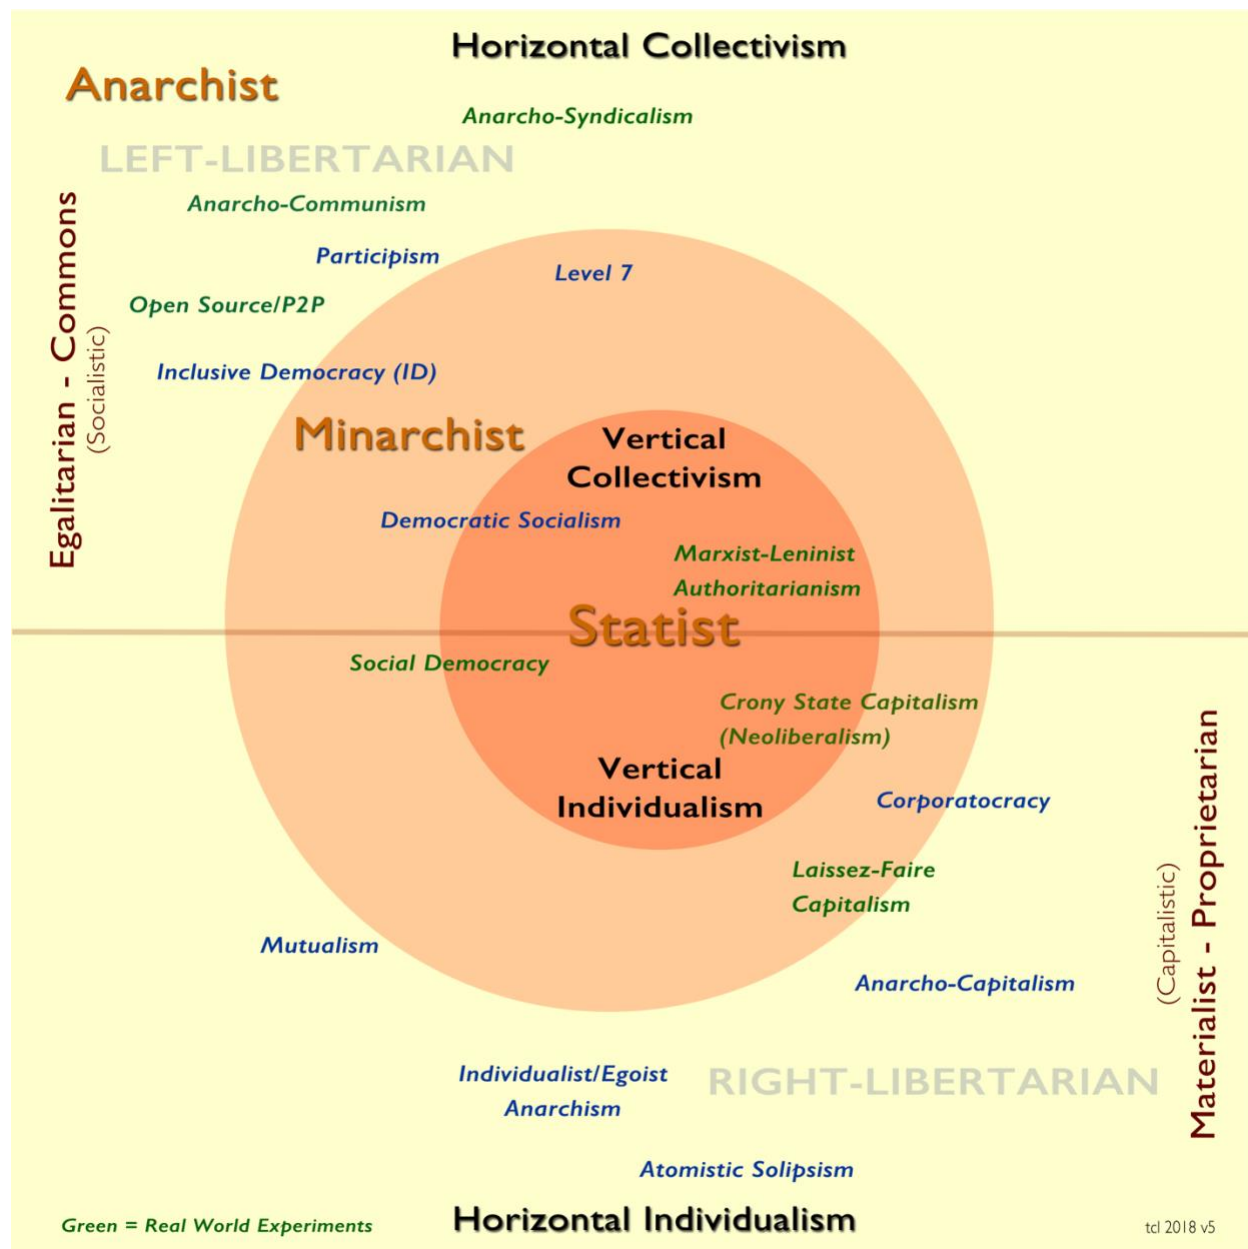 Horizontal Collectivism
Anarchist
Anarcho-Syndicalism
LEFT-LIBERTARIAN
Anarcho-Communism
Egalitarian - Commons
(Socialistic)
Participism
Level 7
Open Source/P2P
Inclusive Democracy (ID)
Minarchist
Vertical
Collectivism
Democratic Socialism
Marxist-Leninist
Authoritarianism
Statist
Social Democracy
Crony State Capitalism
(Neoliberalism)
Vertical
Individualism
Corporatocracy
Laissez-Faire
Capitalism
(Capitalistic)
Materialist - Proprietarian
Mutualism
Anarcho-Capitalism
Individualist/Egoist
Anarchism
RIGHT-LIBERTARIAN
Atomistic Solipsism
Green = Real World Experiments
Horizontal Individualism
tcl 2018 v5